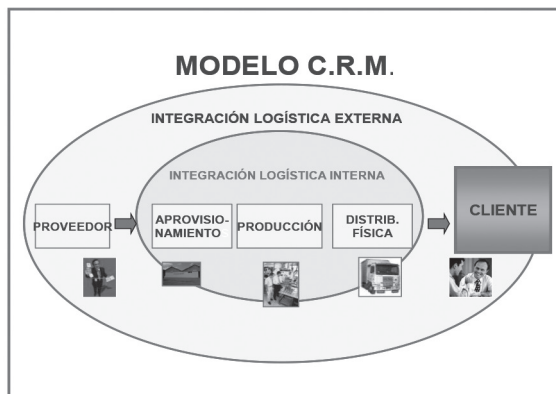 MODELO C.R.M.
INTEGRACIÓN LOGÍSTICA EXTERNA
INTEGRACIÓN LOGÍSTICA INTERNA
PROVEEDOR
APROVISIO-
NAMIENTO
PRODUCCIÓN
DISTRIB.
FÍSICA
CLIENTE